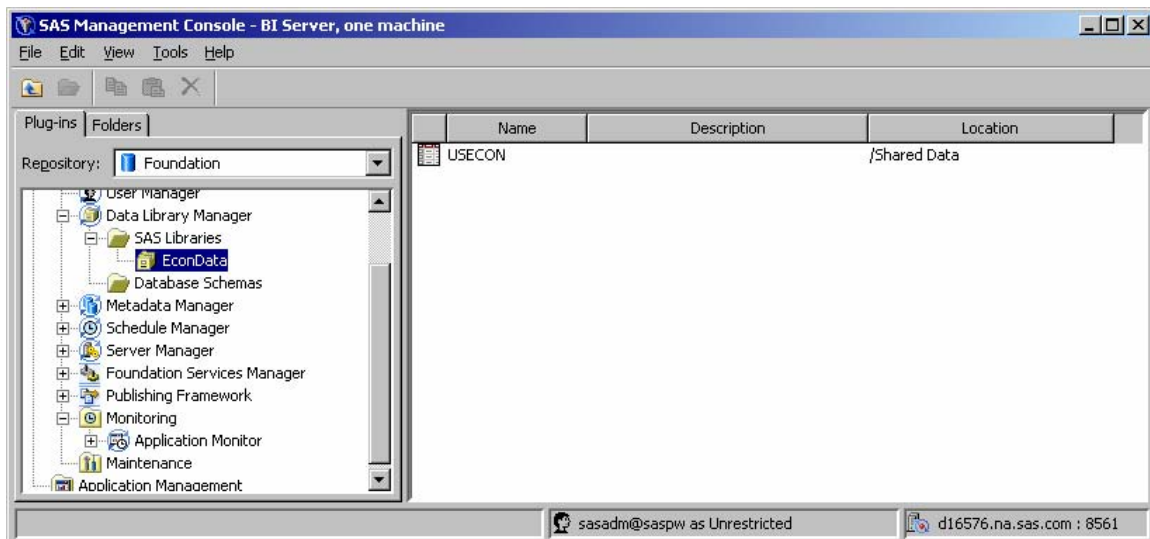 SAS Management Console - BI Server, one machine
File Edit View Tools Help
Plug-ins Folders
Repository: Foundation
User Manager
Data Library Manager
SAS Libraries
EconData
Database Schemas
Metadata Manager
Schedule Manager
Server Manager
Foundation Services Manager
Publishing Framework
Monitoring
Application Monitor
Maintenance
Application Management
Name Description Location
USECON /Shared Data
sasadm@saspw as Unrestricted d16576.na.sas.com : 8561